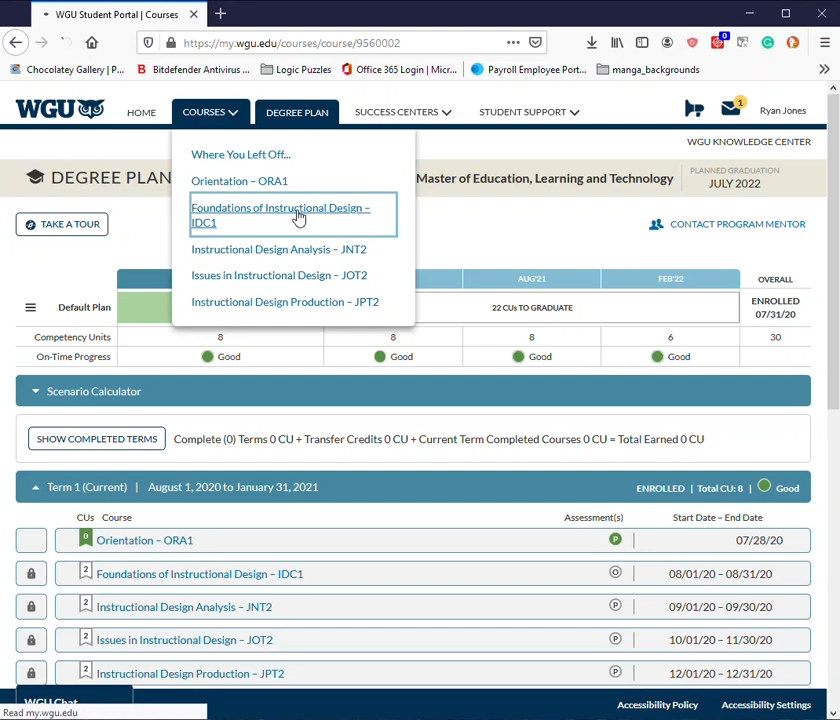 WGU Student Portal | Courses
https://my.wgu.edu/courses/course/9560002
Chocolatey Gallery | P...
Bitdefender Antivirus ...
Logic Puzzles
Office 365 Login | Micr...
Payroll Employee Port...
manga_backgrounds
WGU
HOME
COURSES
DEGREE PLAN
SUCCESS CENTERS
STUDENT SUPPORT
1
Ryan Jones
WGU KNOWLEDGE CENTER
Where You Left Off...
Orientation – ORA1
Foundations of Instructional Design –
IDC1
Instructional Design Analysis – JNT2
Issues in Instructional Design – JOT2
Instructional Design Production – JPT2
DEGREE PLAN
Master of Education, Learning and Technology
PLANNED GRADUATION
JULY 2022
TAKE A TOUR
CONTACT PROGRAM MENTOR
AUG'21
FEB'22
OVERALL
Default Plan
22 CUs TO GRADUATE
ENROLLED
07/31/20
Competency Units
8
8
8
6
30
On-Time Progress
Good
Good
Good
Good
Scenario Calculator
SHOW COMPLETED TERMS
Complete (0) Terms 0 CU + Transfer Credits 0 CU + Current Term Completed Courses 0 CU = Total Earned 0 CU
Term 1 (Current) | August 1, 2020 to January 31, 2021
ENROLLED | Total CU: 8 | Good
CUs Course Assessment(s) Start Date – End Date
0 Orientation – ORA1 P 07/28/20
2 Foundations of Instructional Design – IDC1 O 08/01/20 – 08/31/20
2 Instructional Design Analysis – JNT2 P 09/01/20 – 09/30/20
2 Issues in Instructional Design – JOT2 P 10/01/20 – 11/30/20
2 Instructional Design Production – JPT2 P 12/01/20 – 12/31/20
WGU Chat
Accessibility Policy
Accessibility Settings
Read my.wgu.edu